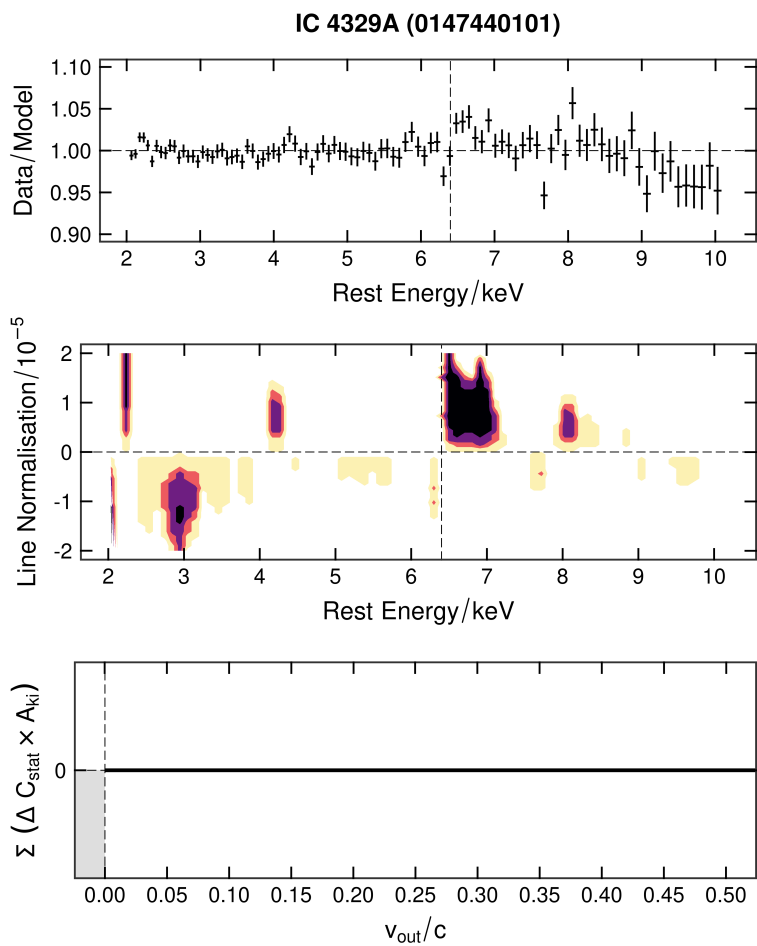 IC 4329A (0147440101)
Data/Model
1.10
1.05
1.00
0.95
0.90
2 3 4 5 6 7 8 9 10
Rest Energy/keV
Line Normalisation/10⁻⁵
2
1
0
-1
-2
2 3 4 5 6 7 8 9 10
Rest Energy/keV
Σ (Δ C_stat × A_ki)
0
0.00 0.05 0.10 0.15 0.20 0.25 0.30 0.35 0.40 0.45 0.50
v_out/c